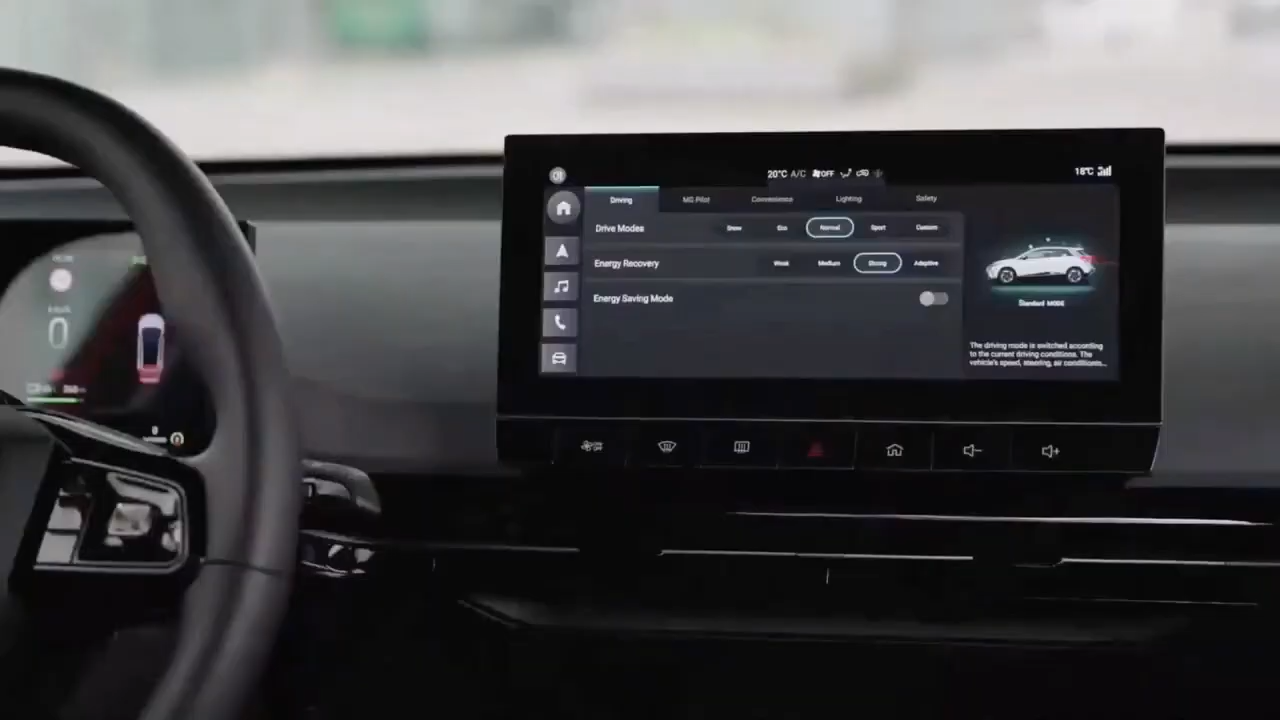 20°C A/C OFF
18°C
Driving MG Pilot Convenience Lighting Safety
Drive Modes Snow Eco Normal Sport Custom
Energy Recovery Weak Medium Strong Adaptive
Energy Saving Mode
Standard MODE
The driving mode is switched according
to the current driving conditions. The
vehicle's speed, steering, air conditions...
0